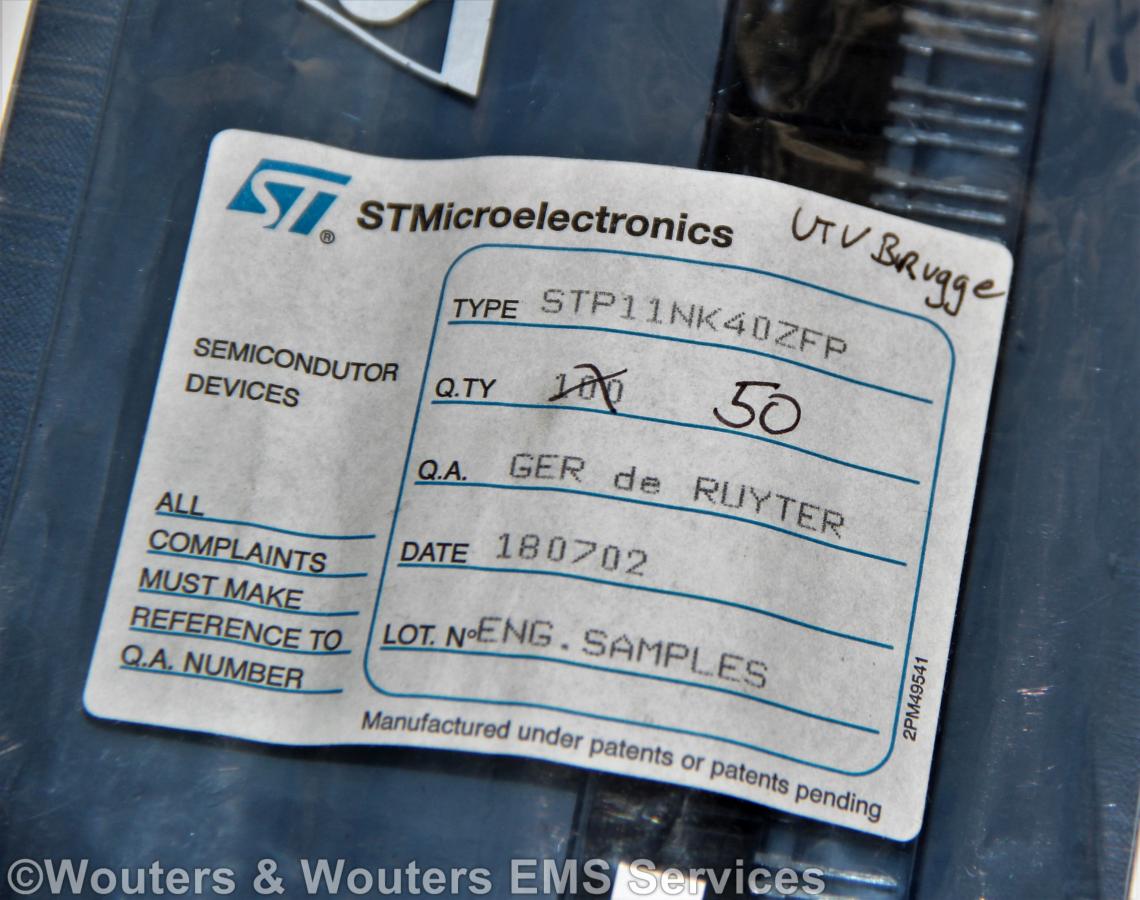 ST®
STMicroelectronics
UTV BRugge
SEMICONDUTOR
DEVICES
TYPE STP11NK40ZFP
Q.TY 100 50
Q.A. GER de RUYTER
DATE 180702
LOT. Nº ENG. SAMPLES
ALL
COMPLAINTS
MUST MAKE
REFERENCE TO
Q.A. NUMBER
2PM49541
Manufactured under patents or patents pending
©Wouters & Wouters EMS Services